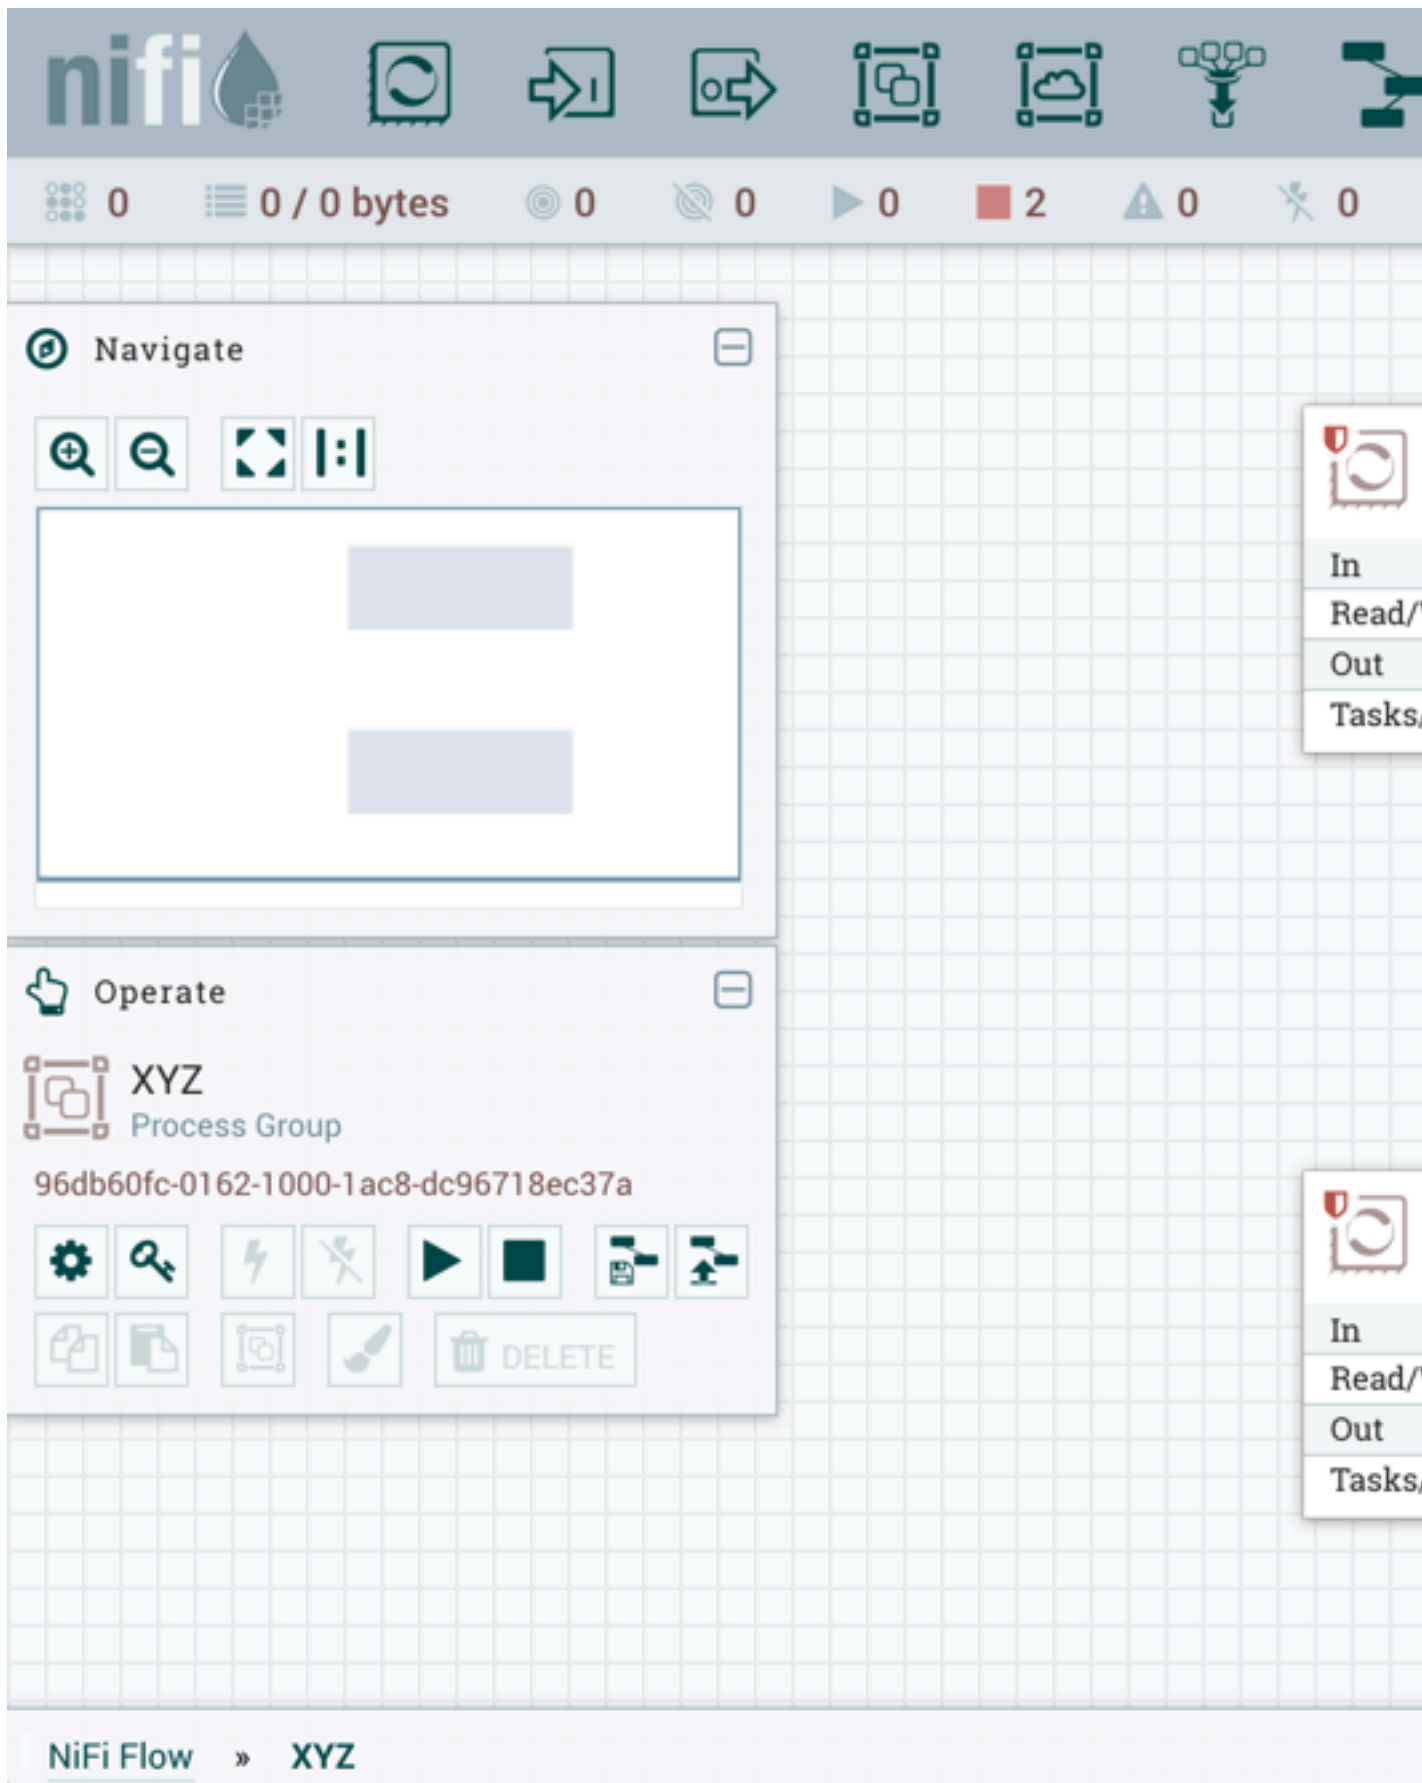 nifi
0 0 / 0 bytes 0 0 0 2 0 0
Navigate
In
Read/
Out
Tasks/
Operate
XYZ
Process Group
96db60fc-0162-1000-1ac8-dc96718ec37a
DELETE
In
Read/
Out
Tasks/
NiFi Flow » XYZ